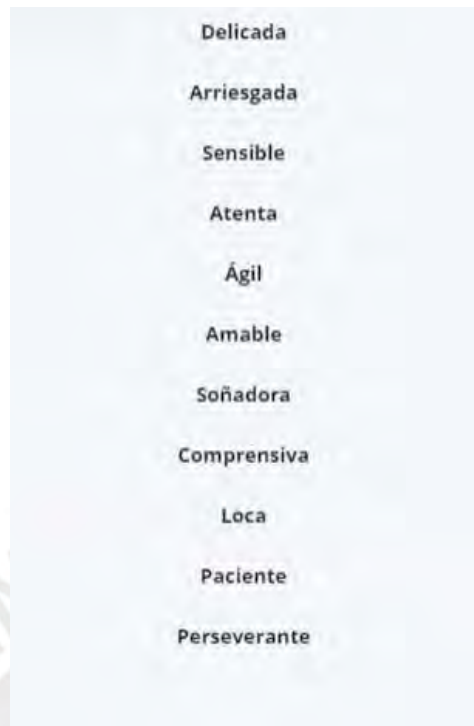 Delicada
Arriesgada
Sensible
Atenta
Ágil
Amable
Soñadora
Comprensiva
Loca
Paciente
Perseverante